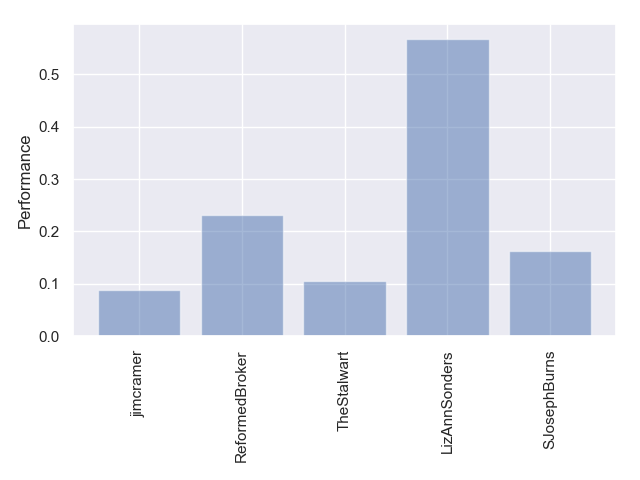 Performance
0.5
0.4
0.3
0.2
0.1
0.0
jimcramer
ReformedBroker
TheStalwart
LizAnnSonders
SJosephBurns